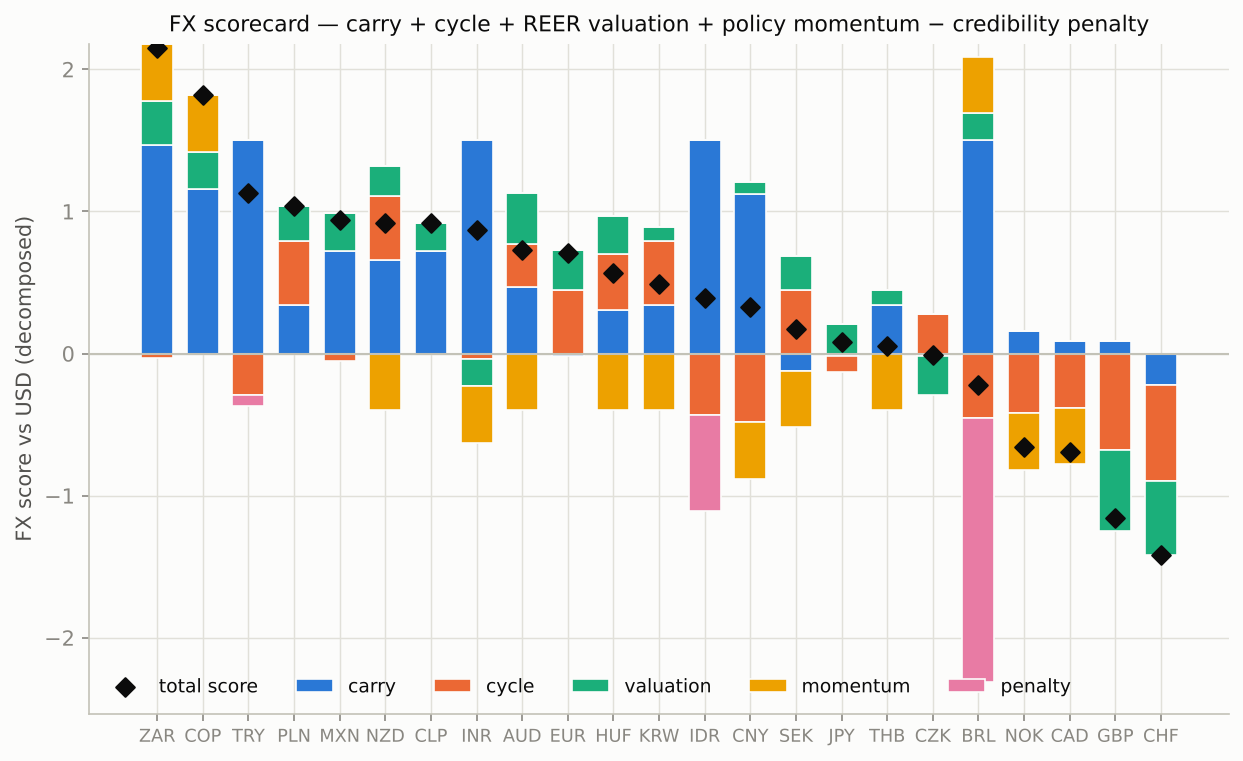 FX scorecard — carry + cycle + REER valuation + policy momentum − credibility penalty
FX score vs USD (decomposed)
2
1
0
−1
−2
total score carry cycle valuation momentum penalty
ZAR COP TRY PLN MXN NZD CLP INR AUD EUR HUF KRW IDR CNY SEK JPY THB CZK BRL NOK CAD GBP CHF